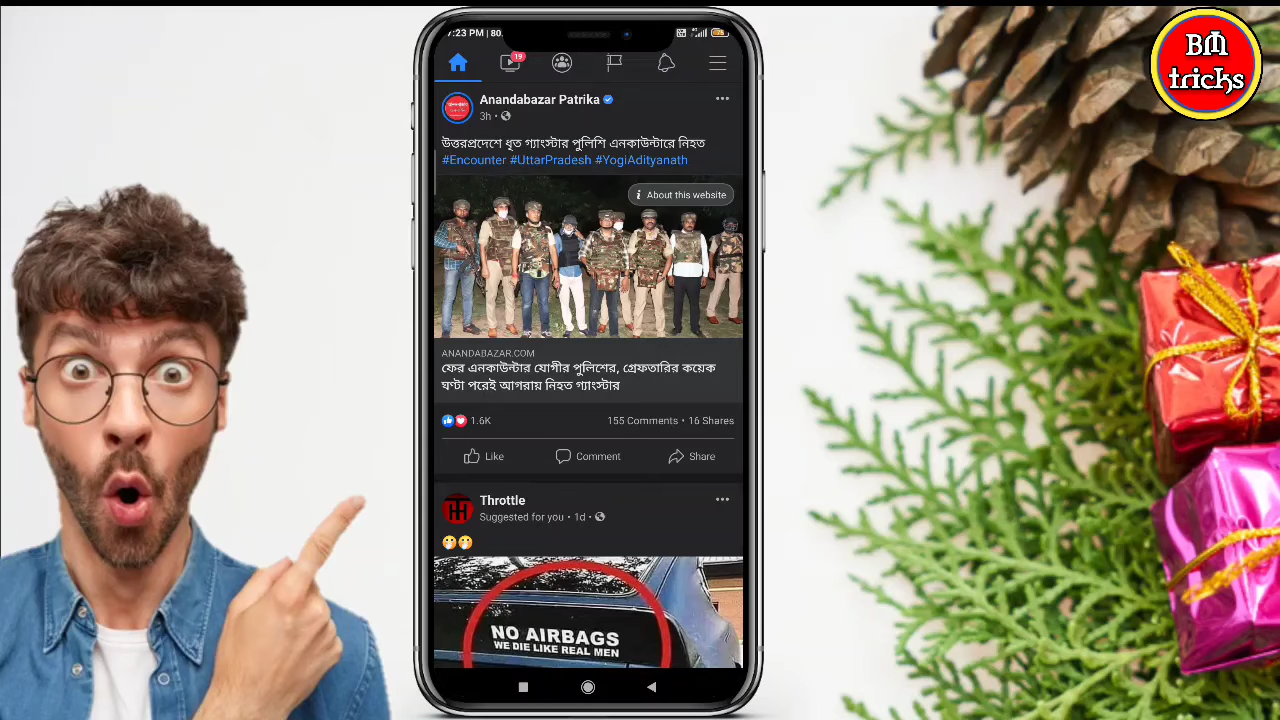 7:23 PM | 80.
19
BM
tricks
Anandabazar Patrika
3h
উত্তরপ্রদেশে ধৃত গ্যাংস্টার পুলিশি এনকাউন্টারে নিহত
#Encounter #UttarPradesh #YogiAdityanath
About this website
ANANDABAZAR.COM
ফের এনকাউন্টার যোগীর পুলিশের, গ্রেফতারির কয়েক
ঘণ্টা পরেই আগরায় নিহত গ্যাংস্টার
1.6K
155 Comments • 16 Shares
Like
Comment
Share
Throttle
Suggested for you • 1d
NO AIRBAGS
WE DIE LIKE REAL MEN